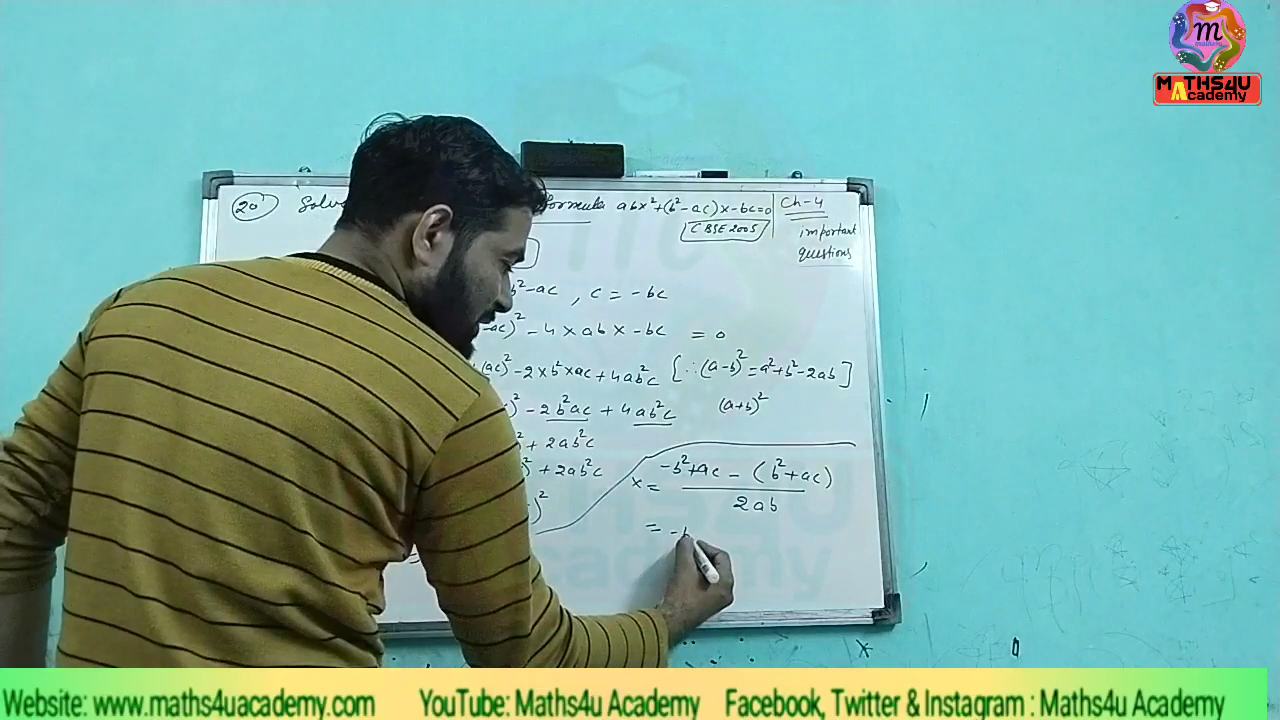 m
MATHS4U
Academy
20 Solve formula abx²+(b²-ac)x-bc=0
CBSE 2005
Ch-4
important
questions
b²-ac , c = -bc
ac)² - 4 × ab × -bc = 0
(ac)² - 2 × b² × ac + 4ab²c [∵(a-b)² = a²+b²-2ab]
)² - 2b²ac + 4ab²c (a+b)²
² + 2ab²c
)² + 2ab²c
)²
x = -b²+ac - (b²+ac)
2ab
= -b
Website: www.maths4uacademy.com YouTube: Maths4u Academy Facebook, Twitter & Instagram : Maths4u Academy